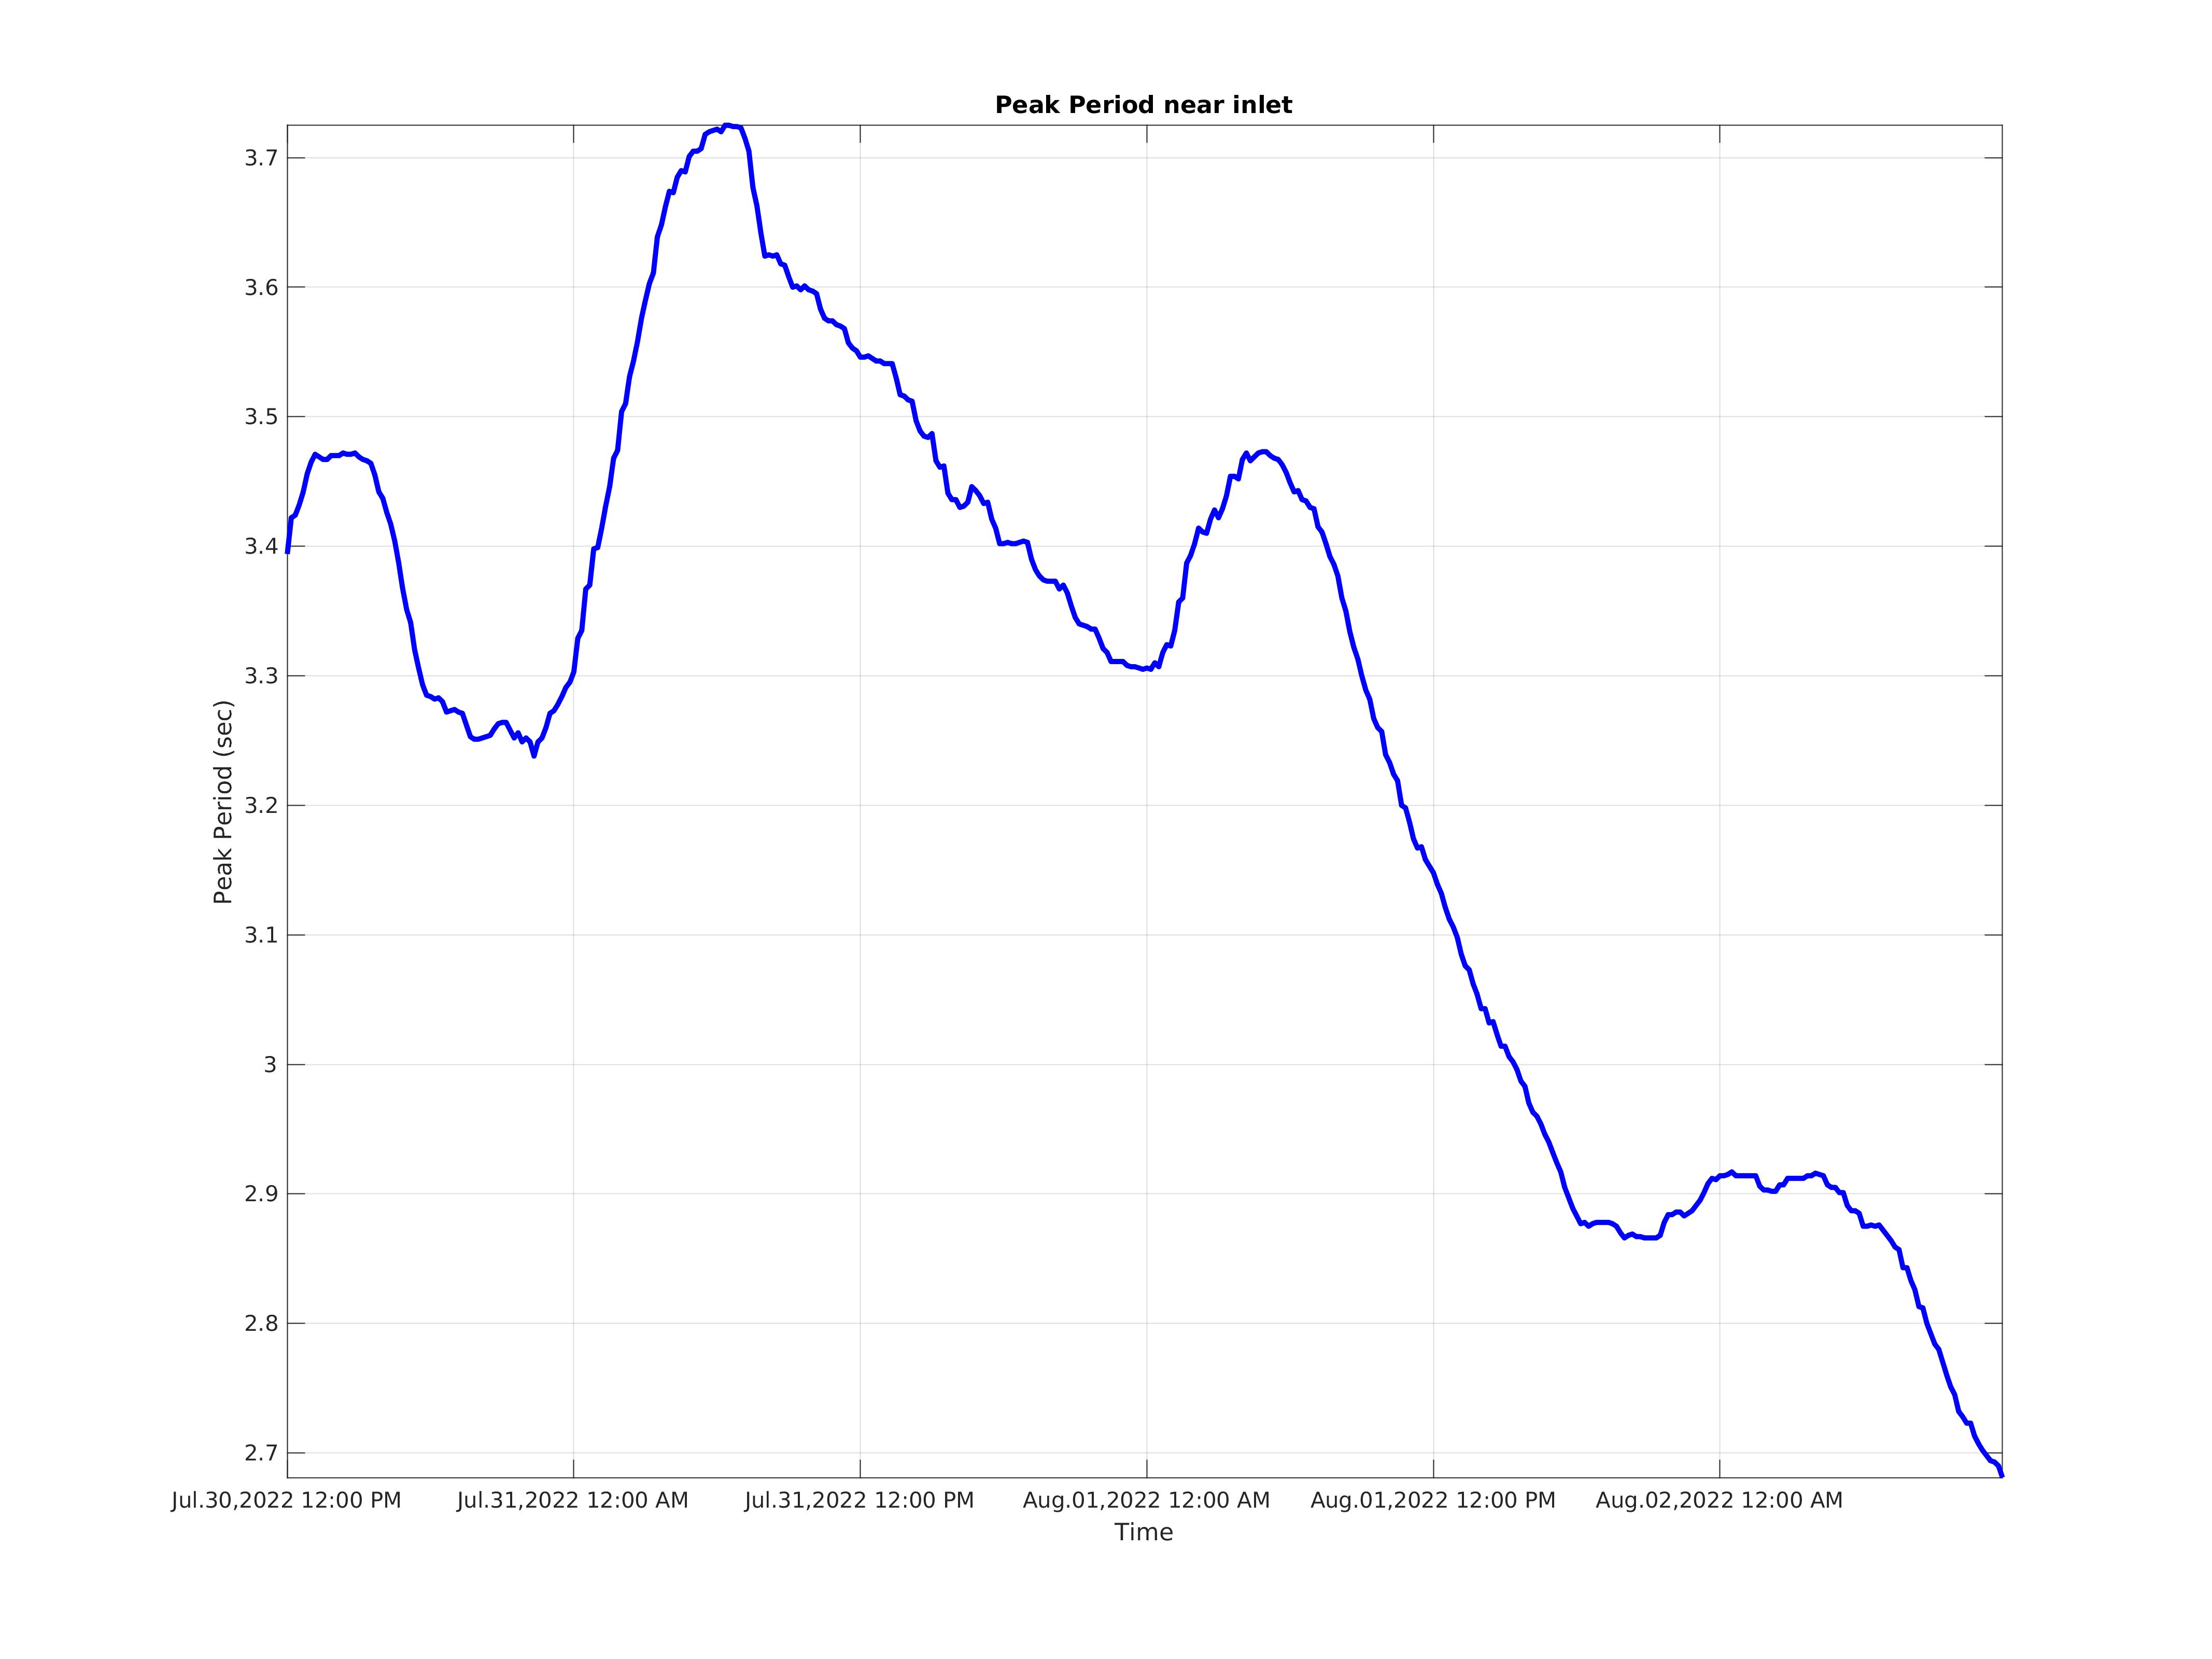 Peak Period near inlet
3.7
3.6
3.5
3.4
3.3
3.2
3.1
3
2.9
2.8
2.7
Peak Period (sec)
Jul.30,2022 12:00 PM
Jul.31,2022 12:00 AM
Jul.31,2022 12:00 PM
Aug.01,2022 12:00 AM
Aug.01,2022 12:00 PM
Aug.02,2022 12:00 AM
Time